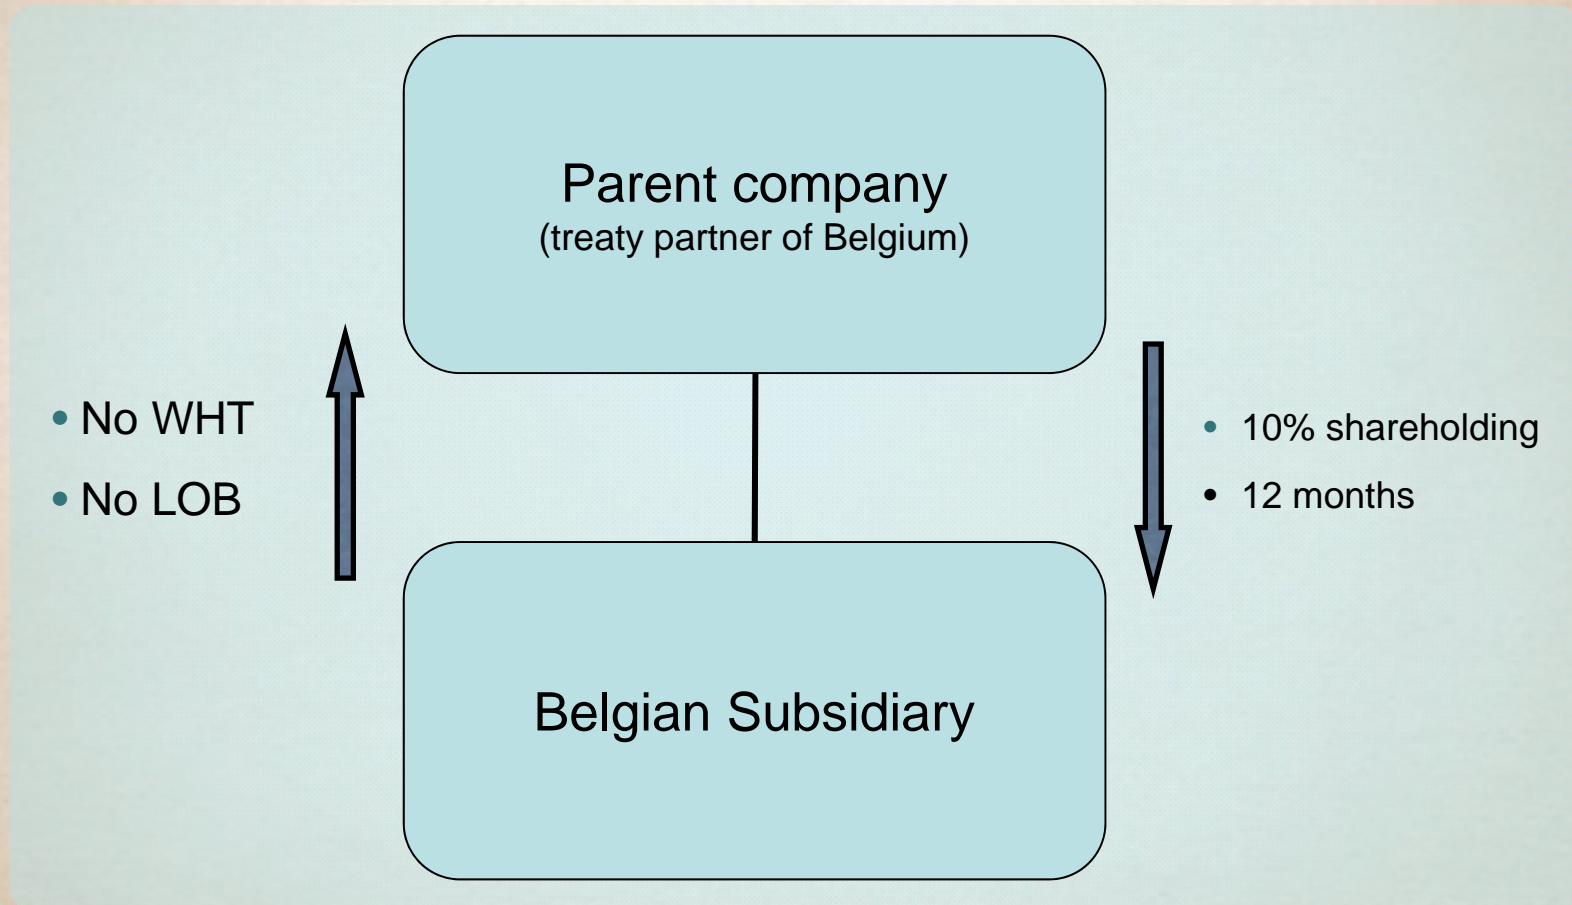 Parent company
(treaty partner of Belgium)
• No WHT
• No LOB
• 10% shareholding
• 12 months
Belgian Subsidiary